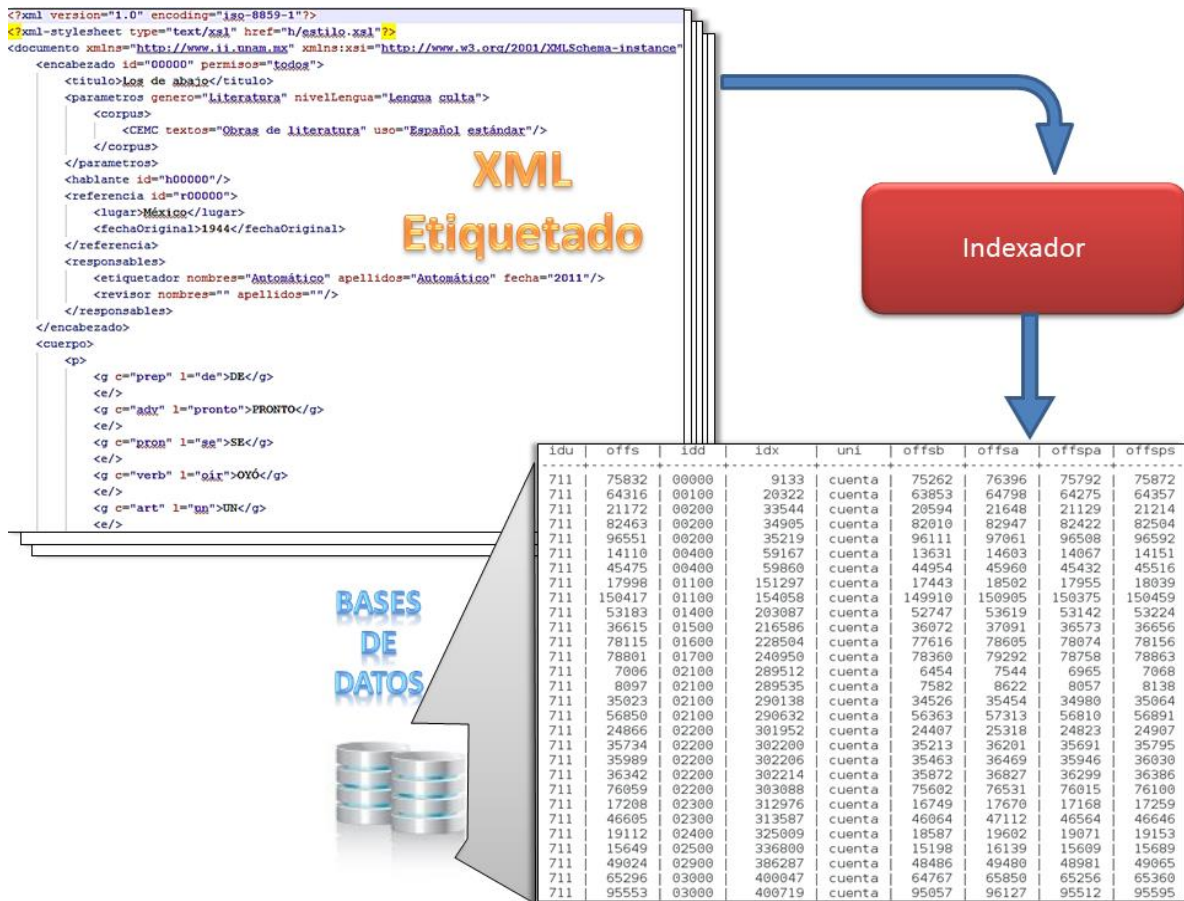 <?xml version="1.0" encoding="iso-8859-1"?>
<?xml-stylesheet type="text/xsl" href="h/estilo.xsl"?>
<documento xmlns="http://www.ii.unam.mx" xmlns:xsi="http://www.w3.org/2001/XMLSchema-instance"
<encabezado id="00000" permisos="todos">
<titulo>Los de abajo</titulo>
<parametros genero="Literatura" nivelLengua="Lengua culta">
<corpus>
<CEMC textos="Obras de literatura" uso="Español estándar"/>
</corpus>
</parametros>
<hablante id="h00000"/>
<referencia id="r00000">
<lugar>México</lugar>
<fechaOriginal>1944</fechaOriginal>
</referencia>
<responsables>
<etiquetador nombres="Automático" apellidos="Automático" fecha="2011"/>
<revisor nombres="" apellidos=""/>
</responsables>
</encabezado>
<cuerpo>
<p>
<g c="prep" l="de">DE</g>
<e/>
<g c="adv" l="pronto">PRONTO</g>
<e/>
<g c="pron" l="se">SE</g>
<e/>
<g c="verb" l="oír">OYÓ</g>
<e/>
<g c="art" l="un">UN</g>
<e/>
XML
Etiquetado
Indexador
BASES
DE
DATOS
idu | offs | idd | idx | uni | offsb | offsa | offspa | offsps
711 | 75832 | 00000 | 9133 | cuenta | 75262 | 76396 | 75792 | 75872
711 | 64316 | 00100 | 20322 | cuenta | 63853 | 64798 | 64275 | 64357
711 | 21172 | 00200 | 33544 | cuenta | 20594 | 21648 | 21129 | 21214
711 | 82463 | 00200 | 34905 | cuenta | 82010 | 82947 | 82422 | 82504
711 | 96551 | 00200 | 35219 | cuenta | 96111 | 97061 | 96508 | 96592
711 | 14110 | 00400 | 59167 | cuenta | 13631 | 14603 | 14067 | 14151
711 | 45475 | 00400 | 59860 | cuenta | 44954 | 45960 | 45432 | 45516
711 | 17998 | 01100 | 151297 | cuenta | 17443 | 18502 | 17955 | 18039
711 | 150417 | 01100 | 154058 | cuenta | 149910 | 150905 | 150375 | 150459
711 | 53183 | 01400 | 203087 | cuenta | 52747 | 53619 | 53142 | 53224
711 | 36615 | 01500 | 216586 | cuenta | 36072 | 37091 | 36573 | 36656
711 | 78115 | 01600 | 228504 | cuenta | 77616 | 78605 | 78074 | 78156
711 | 78801 | 01700 | 240950 | cuenta | 78360 | 79292 | 78758 | 78863
711 | 7006 | 02100 | 289512 | cuenta | 6454 | 7544 | 6965 | 7068
711 | 8097 | 02100 | 289535 | cuenta | 7582 | 8622 | 8057 | 8138
711 | 35023 | 02100 | 290138 | cuenta | 34526 | 35454 | 34980 | 35064
711 | 56850 | 02100 | 290632 | cuenta | 56363 | 57313 | 56810 | 56891
711 | 24866 | 02200 | 301952 | cuenta | 24407 | 25318 | 24823 | 24907
711 | 35734 | 02200 | 302200 | cuenta | 35213 | 36201 | 35691 | 35795
711 | 35989 | 02200 | 302206 | cuenta | 35463 | 36469 | 35946 | 36030
711 | 36342 | 02200 | 302214 | cuenta | 35872 | 36827 | 36299 | 36386
711 | 76059 | 02200 | 303088 | cuenta | 75602 | 76531 | 76015 | 76100
711 | 17208 | 02300 | 312976 | cuenta | 16749 | 17670 | 17168 | 17259
711 | 46605 | 02300 | 313587 | cuenta | 46064 | 47112 | 46564 | 46646
711 | 19112 | 02400 | 325009 | cuenta | 18587 | 19602 | 19071 | 19153
711 | 15649 | 02500 | 336800 | cuenta | 15198 | 16139 | 15609 | 15689
711 | 49024 | 02900 | 386287 | cuenta | 48486 | 49480 | 48981 | 49065
711 | 65296 | 03000 | 400047 | cuenta | 64767 | 65850 | 65256 | 65360
711 | 95553 | 03000 | 400719 | cuenta | 95057 | 96127 | 95512 | 95595